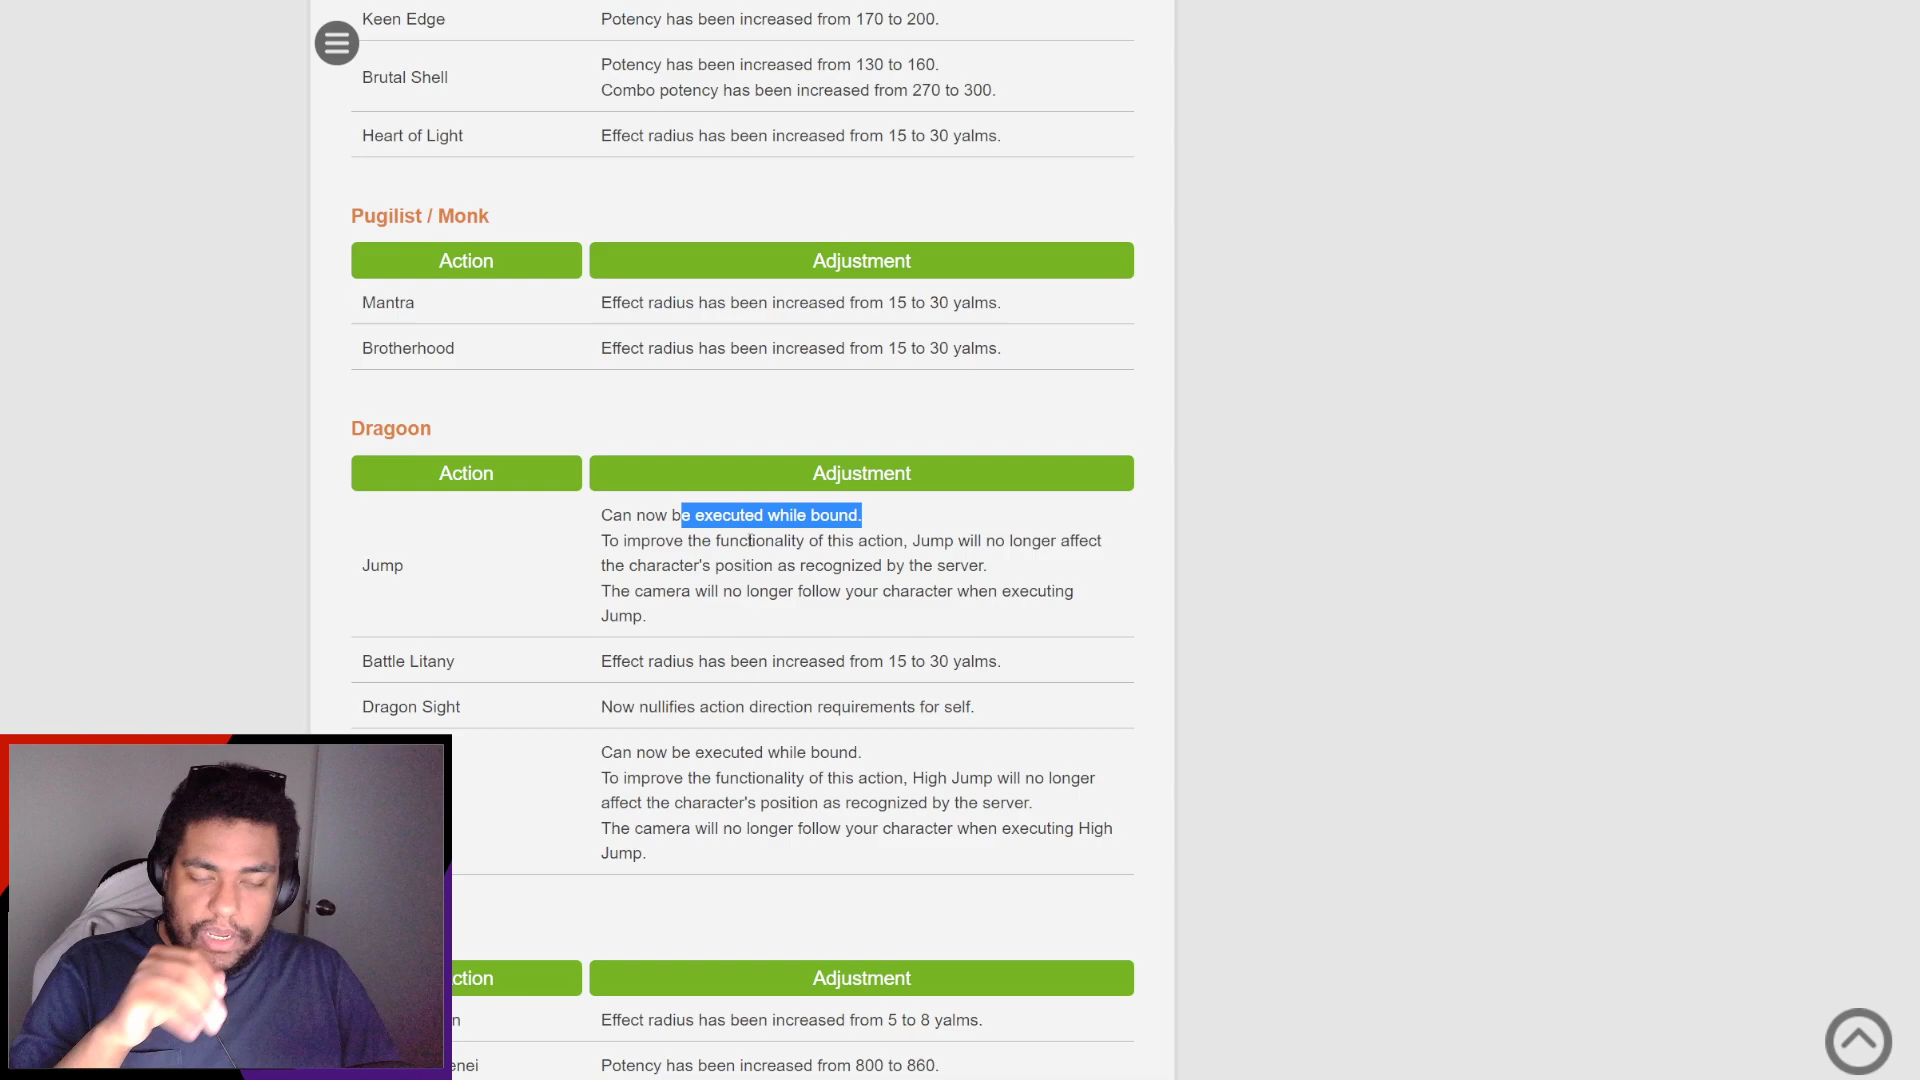 Keen Edge
Potency has been increased from 170 to 200.
Brutal Shell
Potency has been increased from 130 to 160.
Combo potency has been increased from 270 to 300.
Heart of Light
Effect radius has been increased from 15 to 30 yalms.
Pugilist / Monk
Action
Adjustment
Mantra
Effect radius has been increased from 15 to 30 yalms.
Brotherhood
Effect radius has been increased from 15 to 30 yalms.
Dragoon
Action
Adjustment
Jump
Can now be executed while bound.
To improve the functionality of this action, Jump will no longer affect
the character's position as recognized by the server.
The camera will no longer follow your character when executing
Jump.
Battle Litany
Effect radius has been increased from 15 to 30 yalms.
Dragon Sight
Now nullifies action direction requirements for self.
Can now be executed while bound.
To improve the functionality of this action, High Jump will no longer
affect the character's position as recognized by the server.
The camera will no longer follow your character when executing High
Jump.
ction
Adjustment
n
Effect radius has been increased from 5 to 8 yalms.
enei
Potency has been increased from 800 to 860.